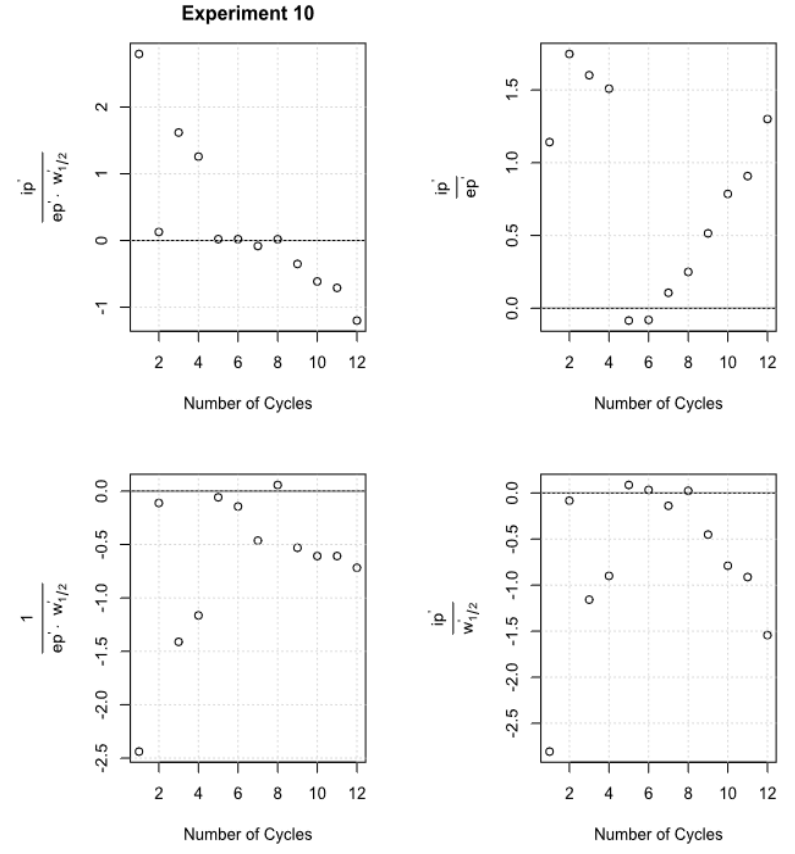 Experiment 10
ip'
ep' · w'1/2
2
1
0
-1
2 4 6 8 10 12
Number of Cycles
ip'
ep'
1.5
1.0
0.5
0.0
2 4 6 8 10 12
Number of Cycles
1
ep' · w'1/2
0.0
-0.5
-1.0
-1.5
-2.0
-2.5
2 4 6 8 10 12
Number of Cycles
ip'
w'1/2
0.0
-0.5
-1.0
-1.5
-2.0
-2.5
2 4 6 8 10 12
Number of Cycles